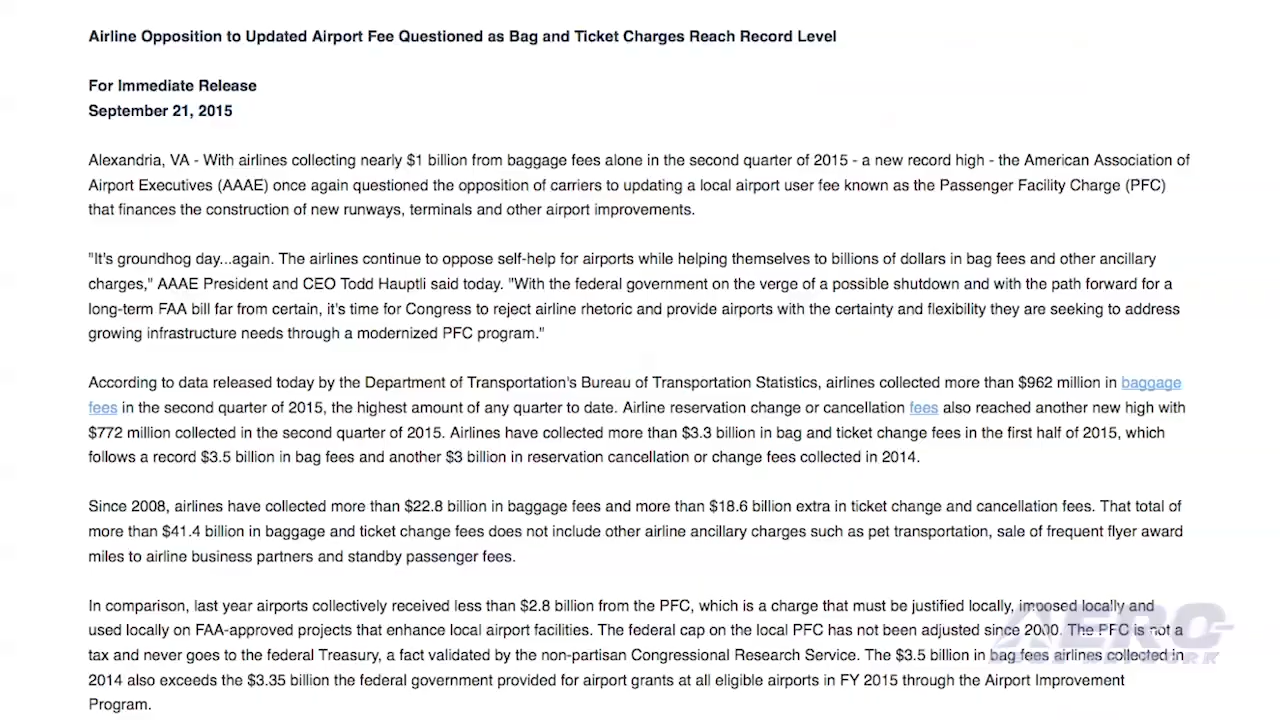 Airline Opposition to Updated Airport Fee Questioned as Bag and Ticket Charges Reach Record Level
For Immediate Release
September 21, 2015
Alexandria, VA - With airlines collecting nearly $1 billion from baggage fees alone in the second quarter of 2015 - a new record high - the American Association of
Airport Executives (AAAE) once again questioned the opposition of carriers to updating a local airport user fee known as the Passenger Facility Charge (PFC)
that finances the construction of new runways, terminals and other airport improvements.
"It's groundhog day...again. The airlines continue to oppose self-help for airports while helping themselves to billions of dollars in bag fees and other ancillary
charges," AAAE President and CEO Todd Hauptli said today. "With the federal government on the verge of a possible shutdown and with the path forward for a
long-term FAA bill far from certain, it's time for Congress to reject airline rhetoric and provide airports with the certainty and flexibility they are seeking to address
growing infrastructure needs through a modernized PFC program."
According to data released today by the Department of Transportation's Bureau of Transportation Statistics, airlines collected more than $962 million in baggage
fees in the second quarter of 2015, the highest amount of any quarter to date. Airline reservation change or cancellation fees also reached another new high with
$772 million collected in the second quarter of 2015. Airlines have collected more than $3.3 billion in bag and ticket change fees in the first half of 2015, which
follows a record $3.5 billion in bag fees and another $3 billion in reservation cancellation or change fees collected in 2014.
Since 2008, airlines have collected more than $22.8 billion in baggage fees and more than $18.6 billion extra in ticket change and cancellation fees. That total of
more than $41.4 billion in baggage and ticket change fees does not include other airline ancillary charges such as pet transportation, sale of frequent flyer award
miles to airline business partners and standby passenger fees.
In comparison, last year airports collectively received less than $2.8 billion from the PFC, which is a charge that must be justified locally, imposed locally and
used locally on FAA-approved projects that enhance local airport facilities. The federal cap on the local PFC has not been adjusted since 2000. The PFC is not a
tax and never goes to the federal Treasury, a fact validated by the non-partisan Congressional Research Service. The $3.5 billion in bag fees airlines collected in
2014 also exceeds the $3.35 billion the federal government provided for airport grants at all eligible airports in FY 2015 through the Airport Improvement
Program.
AERO
NETWORK